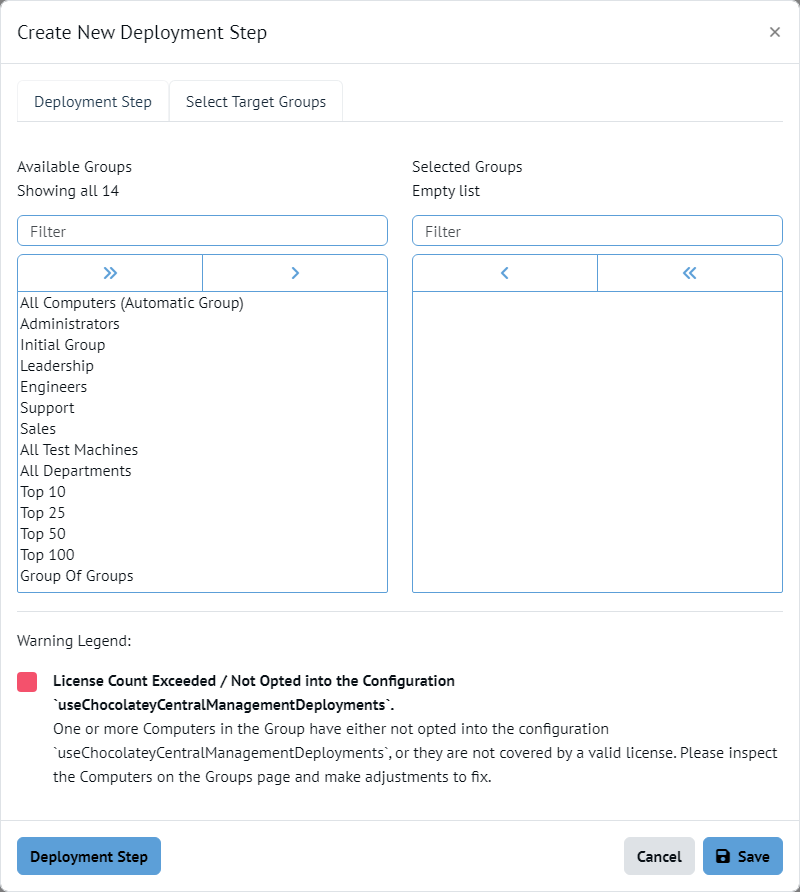 Create New Deployment Step
×
Deployment Step
Select Target Groups
Available Groups
Showing all 14
Filter
All Computers (Automatic Group)
Administrators
Initial Group
Leadership
Engineers
Support
Sales
All Test Machines
All Departments
Top 10
Top 25
Top 50
Top 100
Group Of Groups
Selected Groups
Empty list
Filter
Warning Legend:
License Count Exceeded / Not Opted into the Configuration
`useChocolateyCentralManagementDeployments`.
One or more Computers in the Group have either not opted into the configuration
`useChocolateyCentralManagementDeployments`, or they are not covered by a valid license. Please inspect
the Computers on the Groups page and make adjustments to fix.
Deployment Step
Cancel
Save